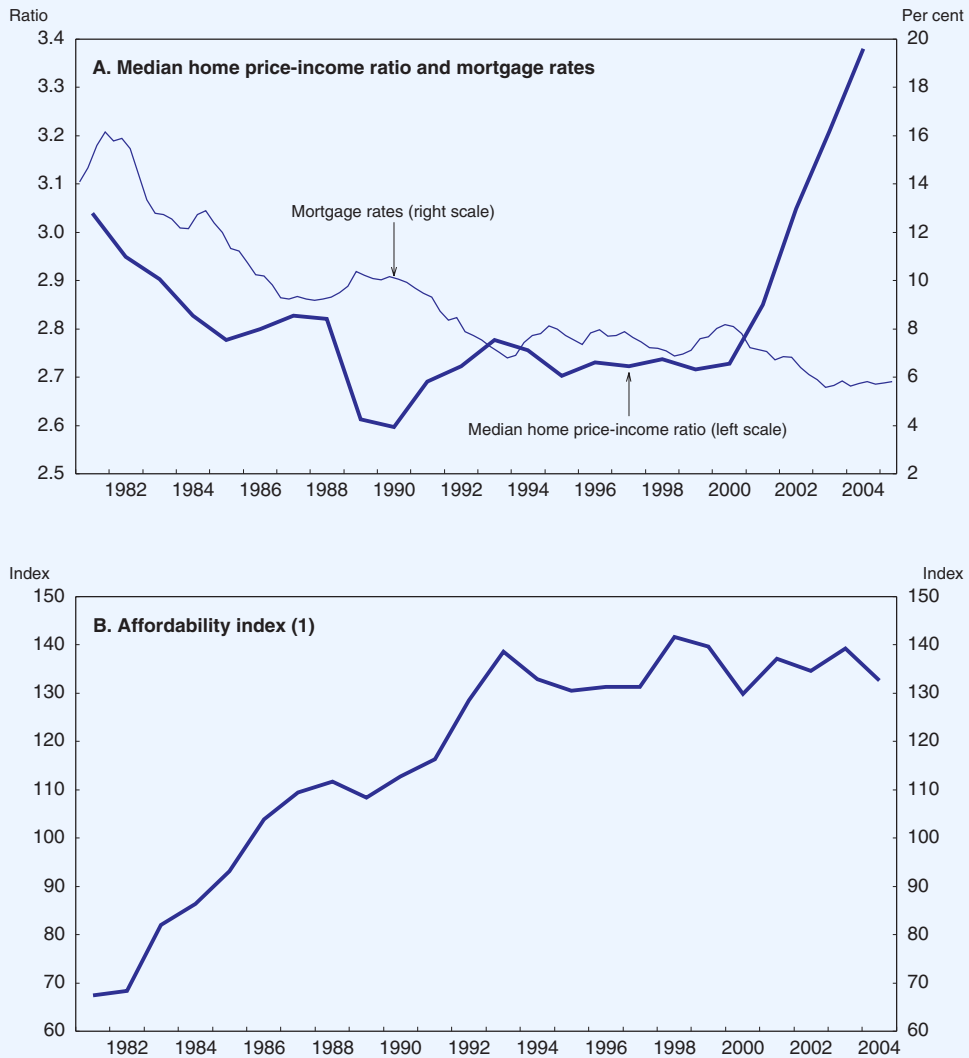 Ratio Per cent
3.4 20
A. Median home price-income ratio and mortgage rates
3.3 18
3.2 16
3.1 14
Mortgage rates (right scale)
3.0 12
2.9 10
2.8 8
2.7 6
Median home price-income ratio (left scale)
2.6 4
2.5 2
1982 1984 1986 1988 1990 1992 1994 1996 1998 2000 2002 2004
Index Index
150 150
B. Affordability index (1)
140 140
130 130
120 120
110 110
100 100
90 90
80 80
70 70
60 60
1982 1984 1986 1988 1990 1992 1994 1996 1998 2000 2002 2004